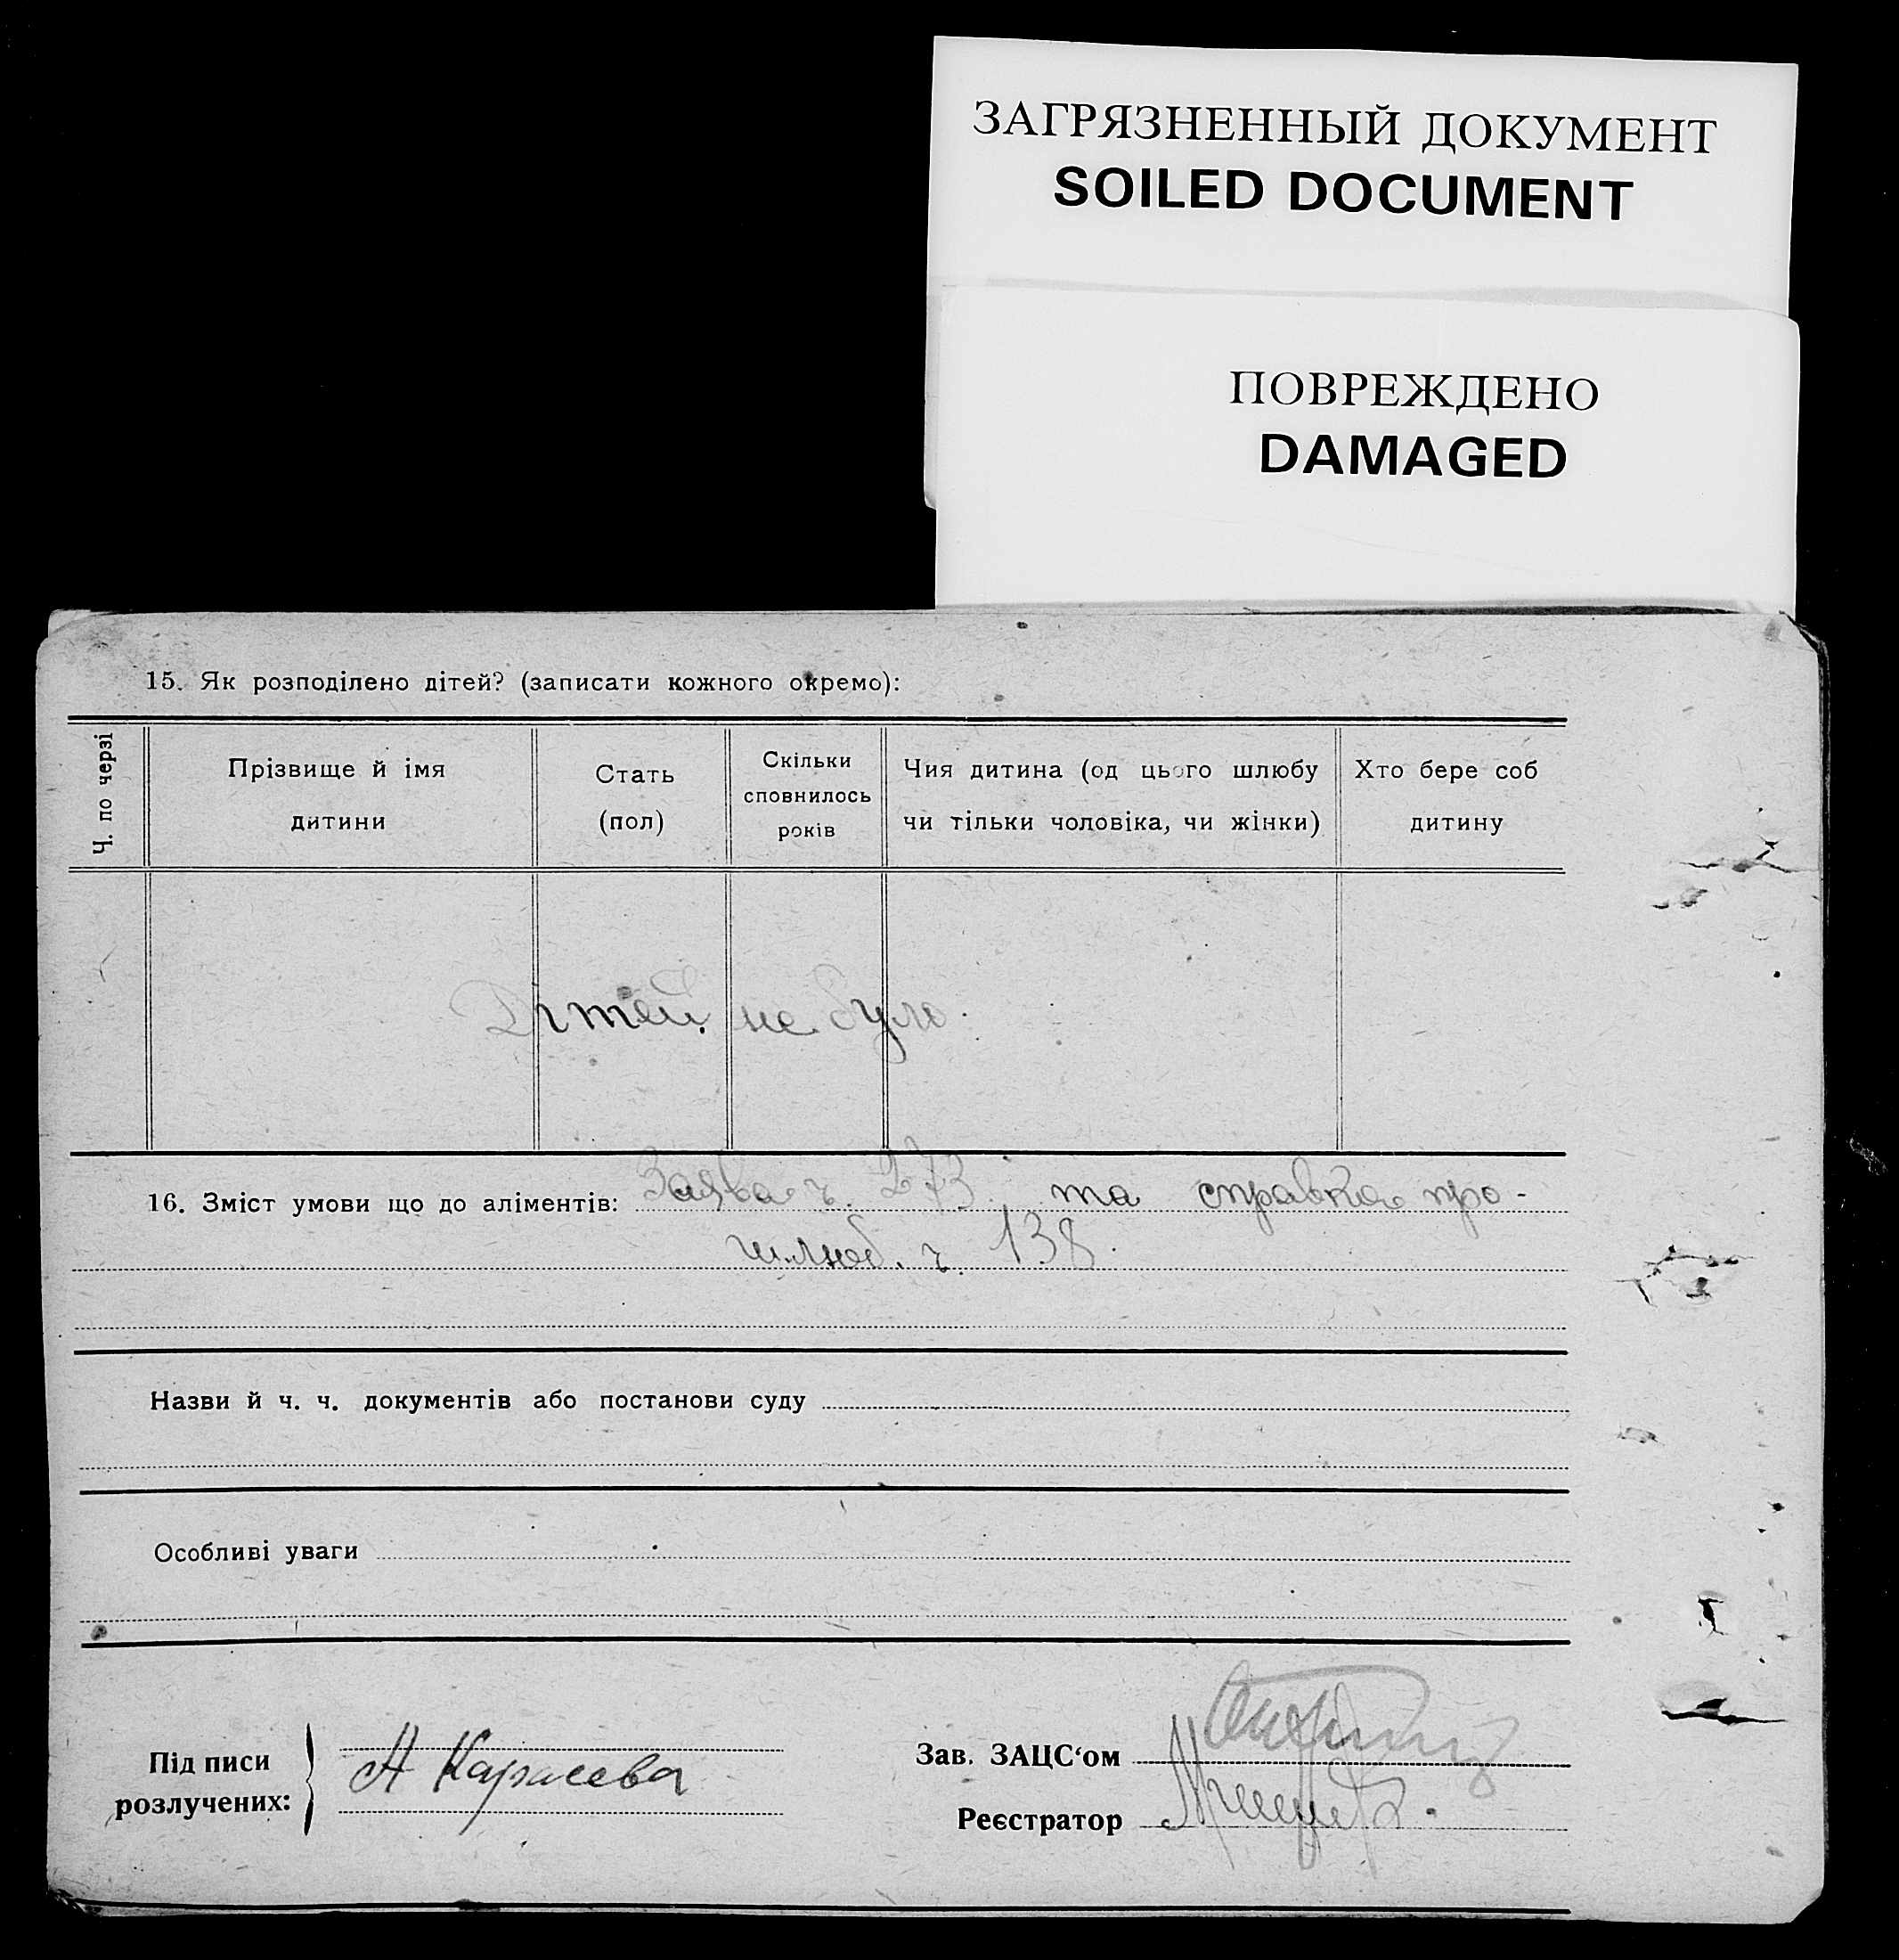 ЗАГРЯЗНЕННЫЙ ДОКУМЕНТ
SOILED DOCUMENT
ПОВРЕЖДЕНО
DAMAGED
15. Як розподілено дітей? (записати кожного окремо):
Ч. по черзі
Прізвище й імя
дитини
Стать
(пол)
Скільки
сповнилось
років
Чия дитина (од цього шлюбу
чи тільки чоловіка, чи жінки)
Хто бере соб
дитину
Дітей не було.
16. Зміст умови що до аліментів: Заява ч. 273 та справка про-
шлюб. ч. 138.
Назви й ч. ч. документів або постанови суду
Особливі уваги
Під писи
розлучених:
А Карасева
Зав. ЗАЦС‘ом
Реєстратор